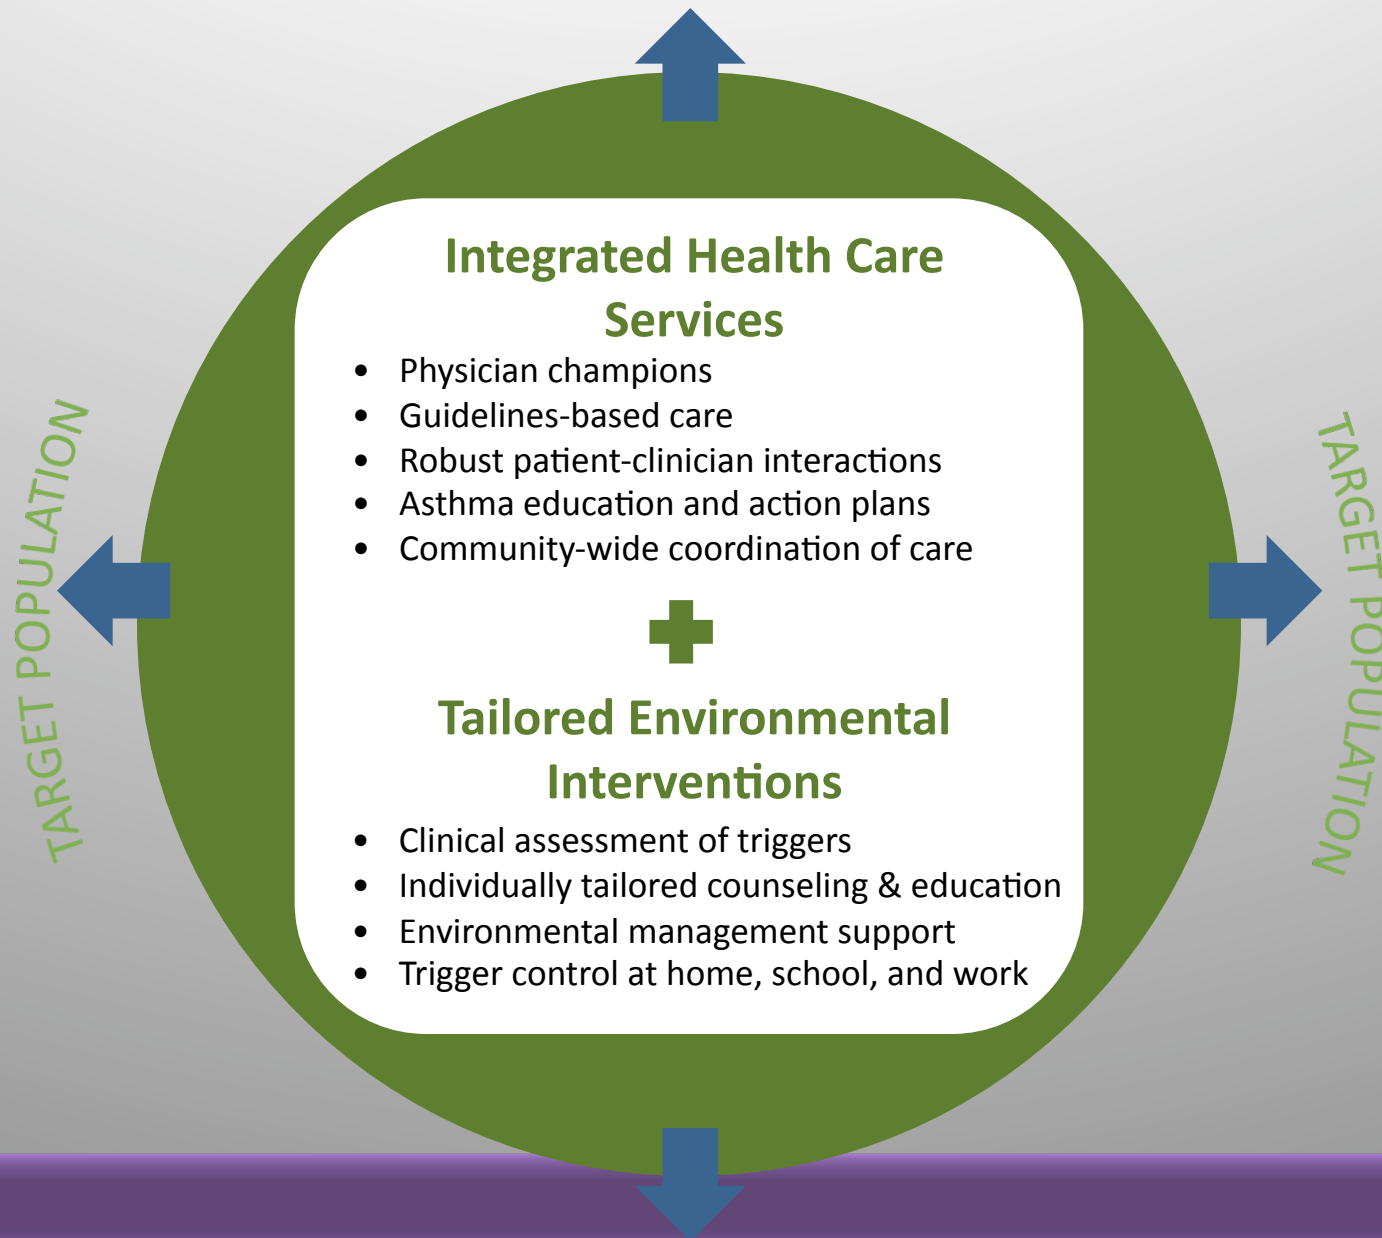 Integrated Health Care
Services
• Physician champions
• Guidelines-based care
• Robust patient-clinician interactions
• Asthma education and action plans
• Community-wide coordination of care
TARGET POPULATION
TARGET POPULATION
Tailored Environmental
Interventions
• Clinical assessment of triggers
• Individually tailored counseling & education
• Environmental management support
• Trigger control at home, school, and work